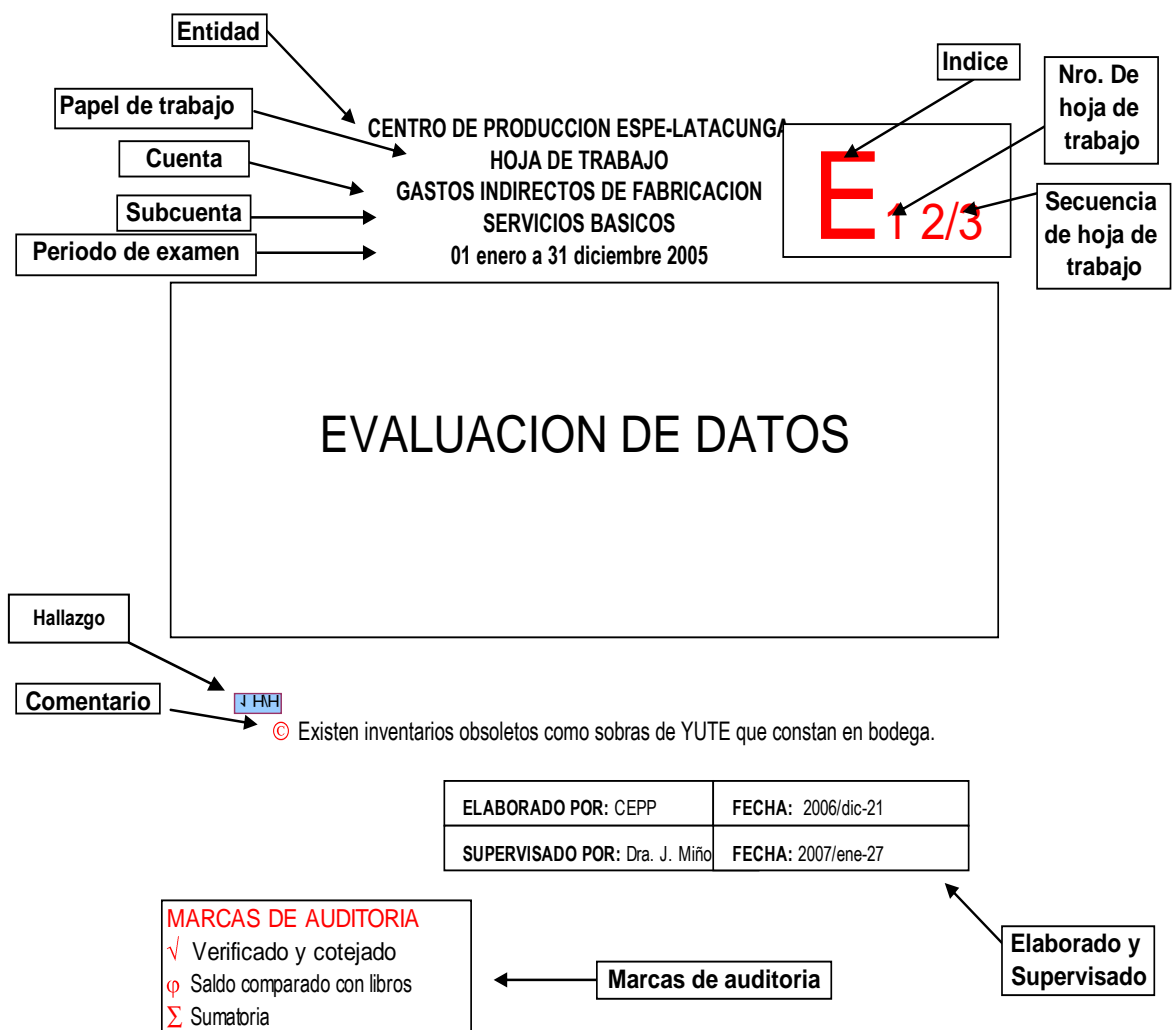 Entidad
Indice
Nro. De
hoja de
trabajo
Papel de trabajo
CENTRO DE PRODUCCION ESPE-LATACUNGA
HOJA DE TRABAJO
Cuenta
GASTOS INDIRECTOS DE FABRICACION
Subcuenta
SERVICIOS BASICOS
Periodo de examen
01 enero a 31 diciembre 2005
E 1 2/3
Secuencia
de hoja de
trabajo
EVALUACION DE DATOS
Hallazgo
Comentario
© Existen inventarios obsoletos como sobras de YUTE que constan en bodega.
ELABORADO POR: CEPP FECHA: 2006/dic-21
SUPERVISADO POR: Dra. J. Miño FECHA: 2007/ene-27
MARCAS DE AUDITORIA
√ Verificado y cotejado
φ Saldo comparado con libros
∑ Sumatoria
Marcas de auditoria
Elaborado y
Supervisado